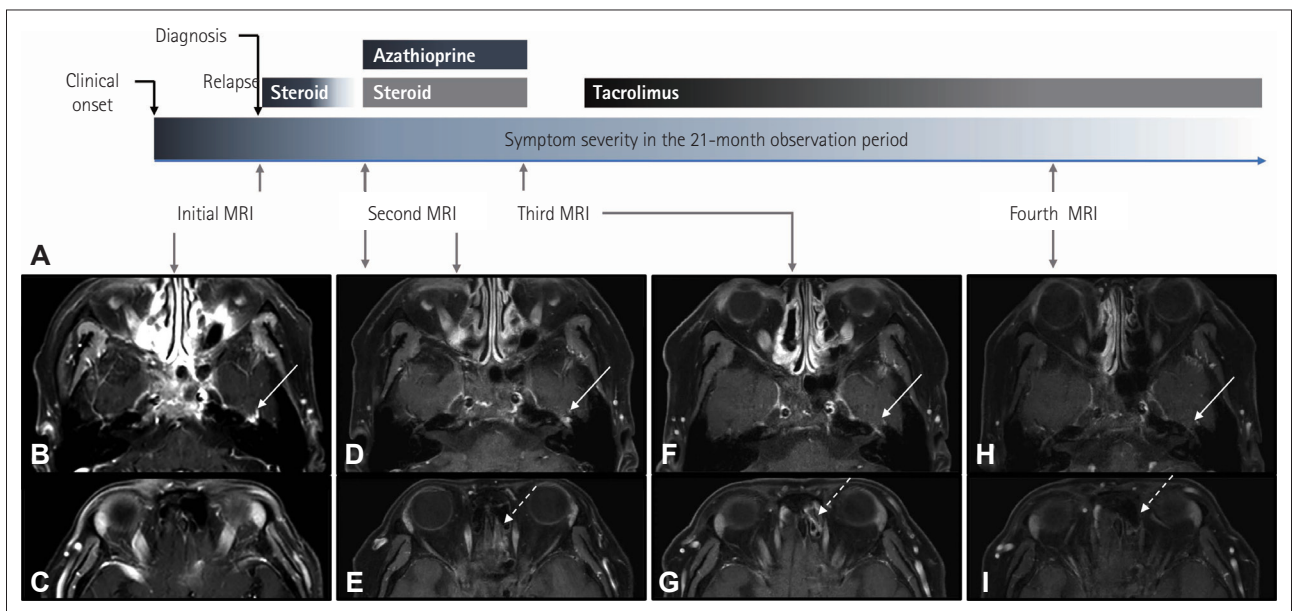 Diagnosis
Azathioprine
Clinical
onset
Relapse
Steroid
Steroid
Tacrolimus
Symptom severity in the 21-month observation period
Initial MRI
Second MRI
Third MRI
Fourth MRI
A
B
D
F
H
C
E
G
I